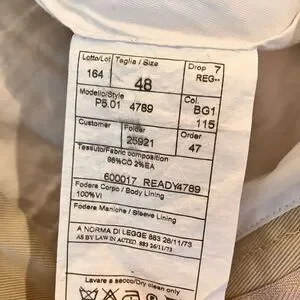 Lotto/Lot Taglia / Size Drop 7
164 48 REG--
Modello/Style Col.
P5.01 4789 BG1
115
Customer Folder Order
25921 47
Tessuto/Fabric composition
98%CO 2%EA
600017 READY4789
Fodera Corpo / Body Lining
100%VI
Fodera Maniche / Sleeve Lining
A NORMA DI LEGGE 883 26/11/73
AS BY LAW IN ACTED 883 26/11/73
Lavare a secco/Dry clean only